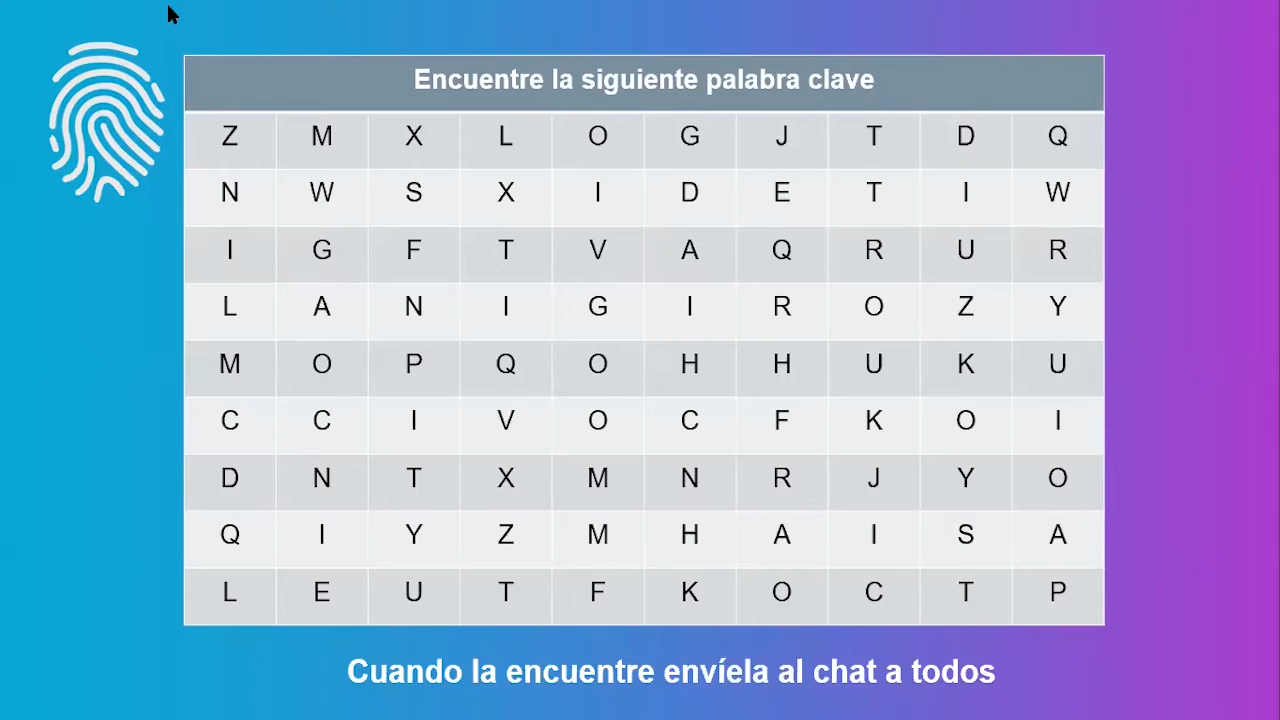 Encuentre la siguiente palabra clave
Z M X L O G J T D Q
N W S X I D E T I W
I G F T V A Q R U R
L A N I G I R O Z Y
M O P Q O H H U K U
C C I V O C F K O I
D N T X M N R J Y O
Q I Y Z M H A I S A
L E U T F K O C T P
Cuando la encuentre envíela al chat a todos